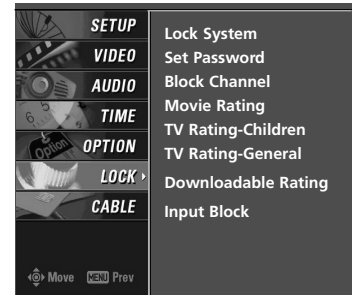 SETUP
VIDEO
AUDIO
TIME
OPTION
LOCK
CABLE
Move MENU Prev
Lock System
Set Password
Block Channel
Movie Rating
TV Rating-Children
TV Rating-General
Downloadable Rating
Input Block